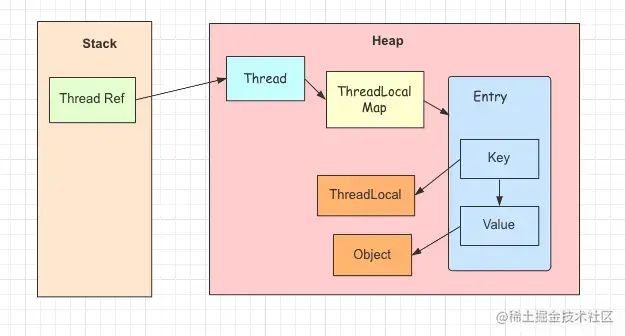 Stack
Heap
Thread Ref
Thread
ThreadLocal
Map
Entry
Key
ThreadLocal
Value
Object
@稀土掘金技术社区